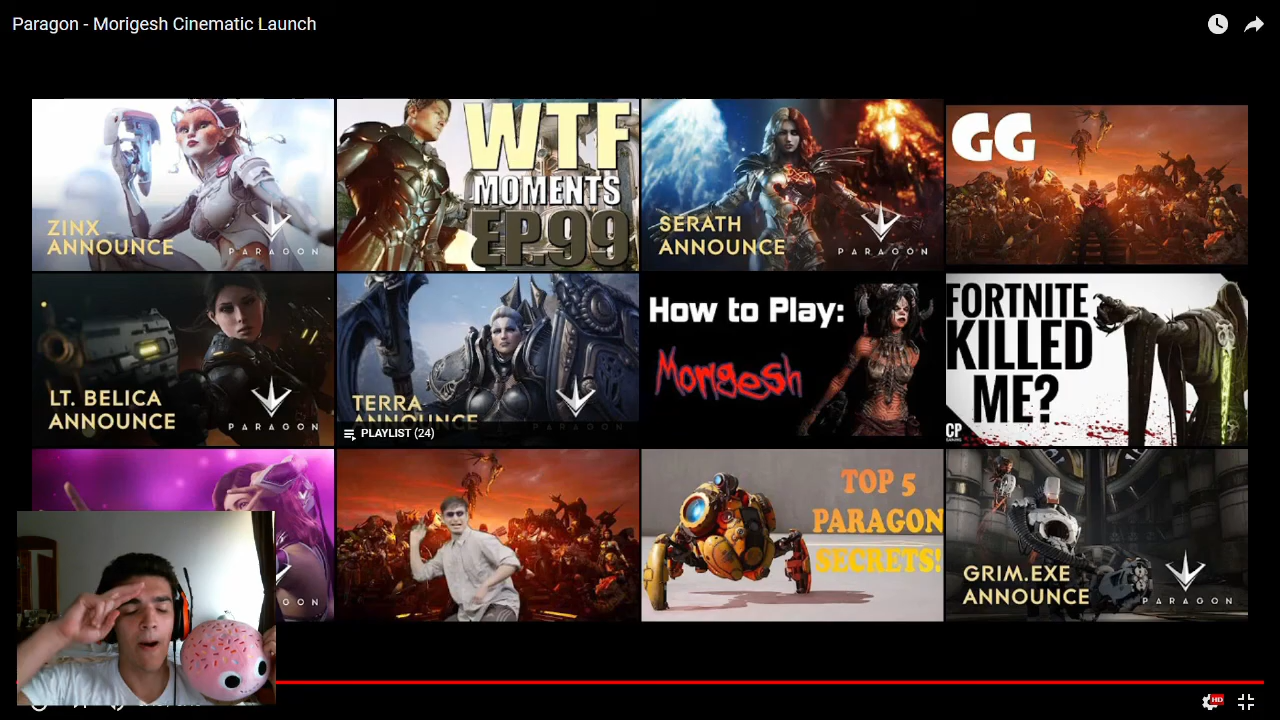 Paragon - Morigesh Cinematic Launch
ZINX
ANNOUNCE
PARAGON
WTF
MOMENTS
EP.99
SERATH
ANNOUNCE
PARAGON
GG
LT. BELICA
ANNOUNCE
PARAGON
TERRA
ANNOUNCE
PLAYLIST (24)
How to Play:
Morigesh
FORTNITE
KILLED
ME?
CP
GAMING
TOP 5
PARAGON
SECRETS!
GRIM.EXE
ANNOUNCE
PARAGON
HD